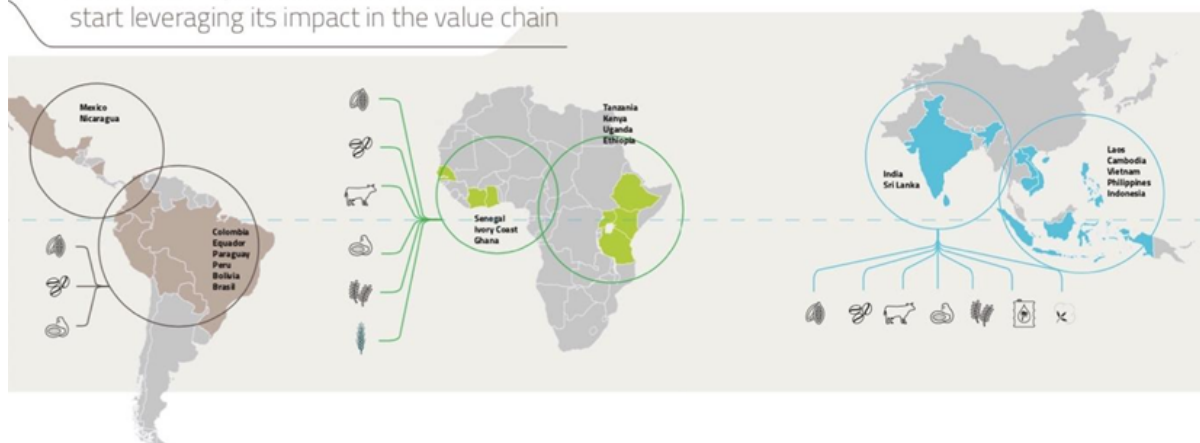 start leveraging its impact in the value chain
Mexico
Nicaragua
Colombia
Equador
Paraguay
Peru
Bolivia
Brasil
Senegal
Ivory Coast
Ghana
Tanzania
Kenya
Uganda
Ethiopia
India
Sri Lanka
Laos
Cambodia
Vietnam
Philippines
Indonesia